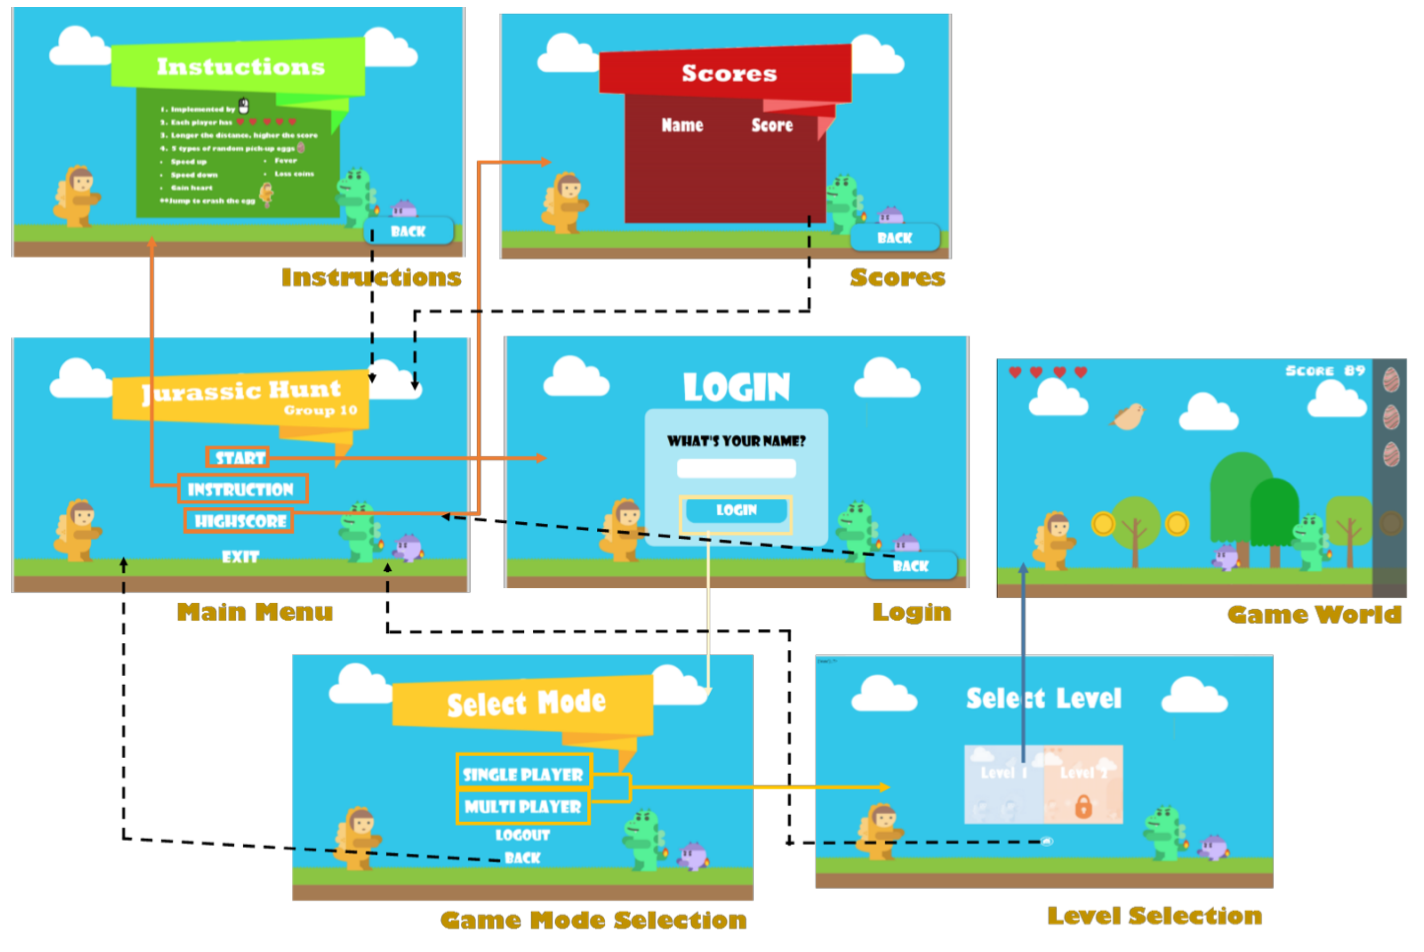 Instuctions
1. Implemented by
2. Each player has
3. Longer the distance, higher the score
4. 5 types of random pick-up eggs
• Speed up
• Fever
• Speed down
• Less coins
• Gain heart
**Jump to crash the egg
BACK
Instructions
Scores
Name Score
BACK
Scores
Jurassic Hunt
Group 10
START
INSTRUCTION
HIGHSCORE
EXIT
Main Menu
LOGIN
WHAT'S YOUR NAME?
LOGIN
BACK
Login
SCORE 89
Game World
Select Mode
SINGLE PLAYER
MULTI PLAYER
LOGOUT
BACK
Game Mode Selection
Select Level
Level 1
Level 2
Level Selection